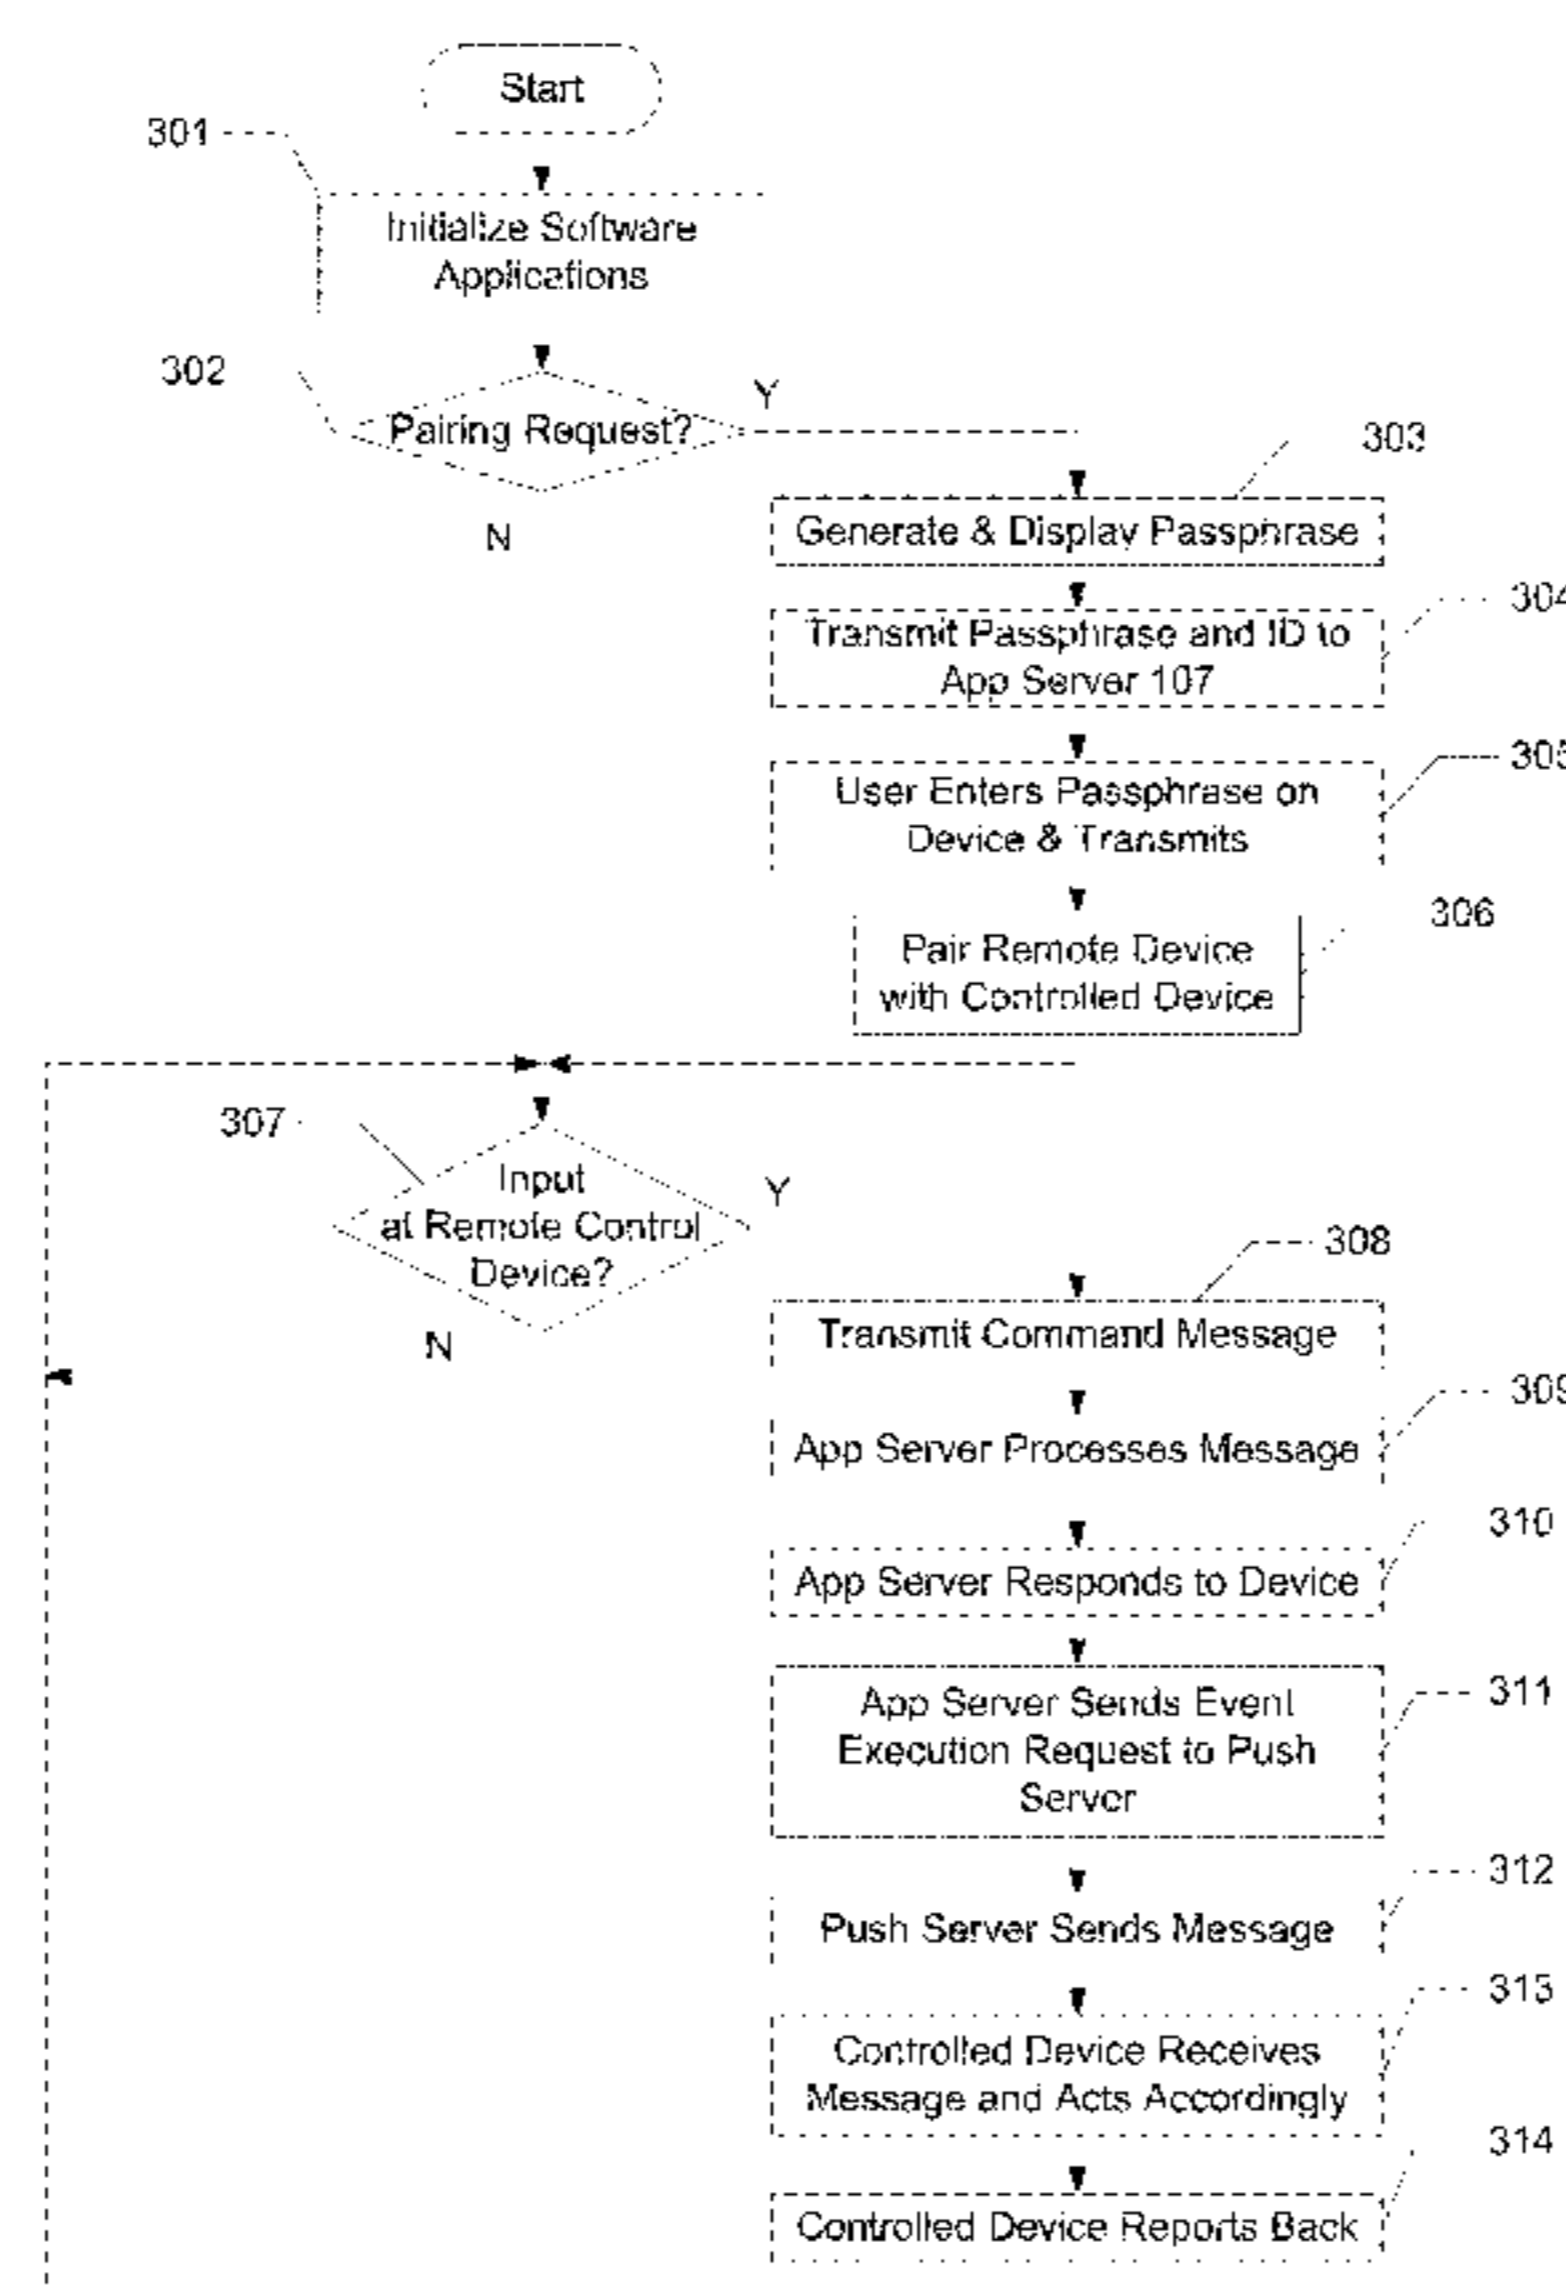 Start
301
Initialize Software
Applications
302
Pairing Request?
Y
N
303
Generate & Display Passphrase
304
Transmit Passphrase and ID to
App Server 107
305
User Enters Passphrase on
Device & Transmits
306
Pair Remote Device
with Controlled Device
307
Input
at Remote Control
Device?
Y
N
308
Transmit Command Message
309
App Server Processes Message
310
App Server Responds to Device
311
App Server Sends Event
Execution Request to Push
Server
312
Push Server Sends Message
313
Controlled Device Receives
Message and Acts Accordingly
314
Controlled Device Reports Back